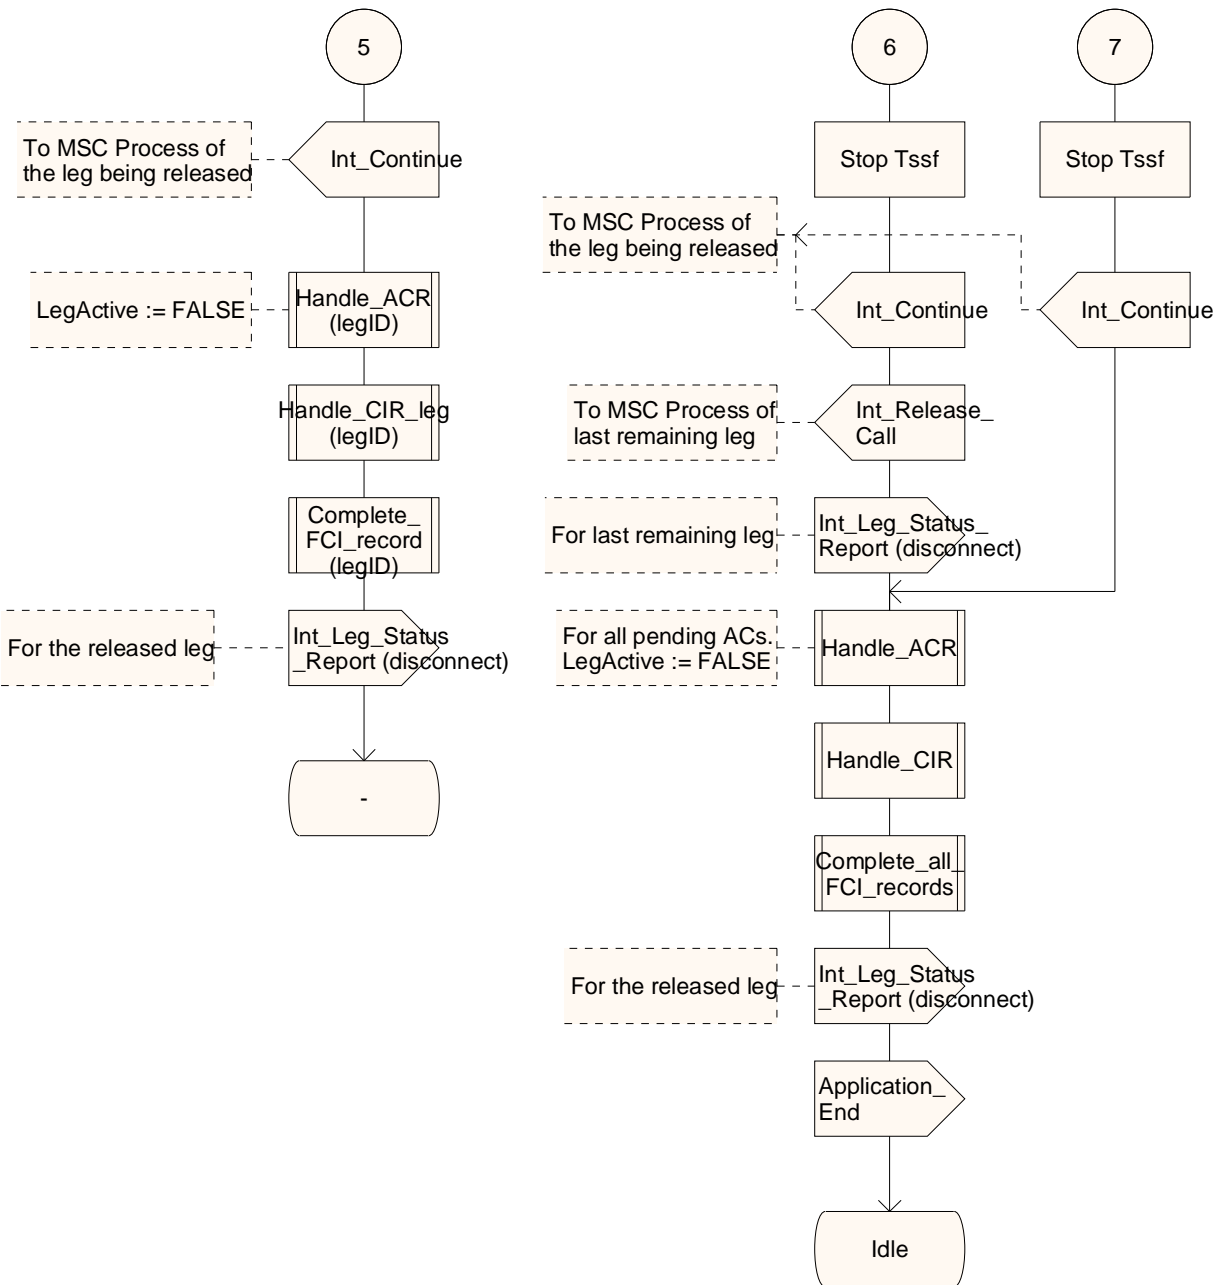 5
To MSC Process of
the leg being released
Int_Continue
LegActive := FALSE
Handle_ACR
(legID)
Handle_CIR_leg
(legID)
Complete_
FCI_record
(legID)
For the released leg
Int_Leg_Status
_Report (disconnect)
-
6
7
Stop Tssf
Stop Tssf
To MSC Process of
the leg being released
Int_Continue
Int_Continue
To MSC Process of
last remaining leg
Int_Release_
Call
For last remaining leg
Int_Leg_Status_
Report (disconnect)
For all pending ACs.
LegActive := FALSE
Handle_ACR
Handle_CIR
Complete_all_
FCI_records
For the released leg
Int_Leg_Status
_Report (disconnect)
Application_
End
Idle